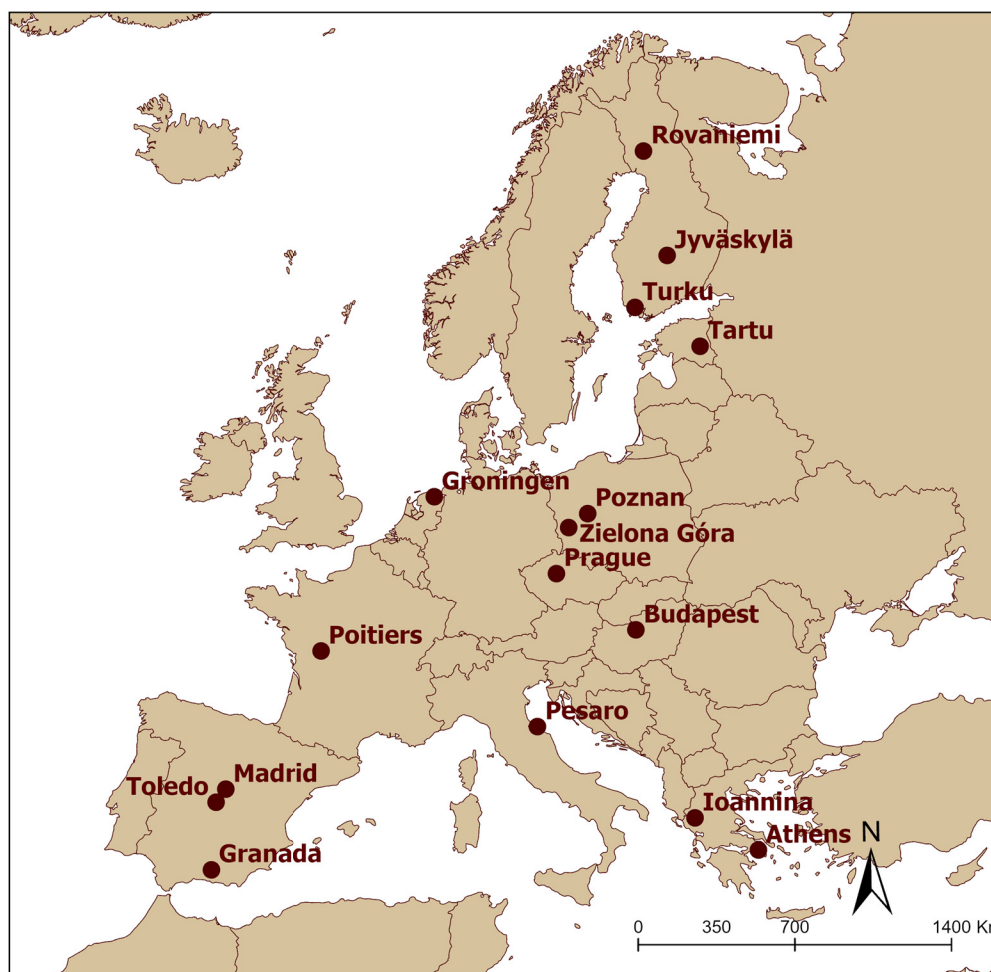 Rovaniemi
Jyväskylä
Turku
Tartu
Groningen
Poznan
Zielona Góra
Prague
Budapest
Poitiers
Pesaro
Madrid
Toledo
Ioannina
Athens
Granada
N
0 350 700 1400 Km